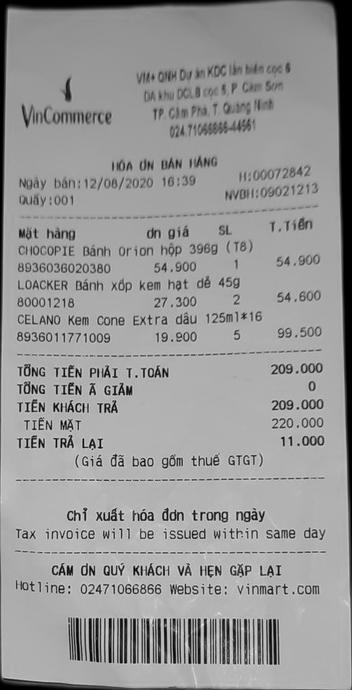 VinCommerce
VM+ QNH Dự án KDC lấn biển cọc 6
DA khu DCLB cọc 6, P. Cẩm Sơn
TP. Cẩm Phả, T. Quảng Ninh
024.71066866-44561
HÓA ƠN BÁN HÀNG
Ngày bán:12/08/2020 16:39 H:00072842
Quầy:001 NVBH:09021213
Mặt hàng ơn giá SL T.Tiền
CHOCOPIE Bánh Orion hộp 396g (T8)
8936036020380 54.900 1 54.900
LOACKER Bánh xốp kem hạt dẻ 45g
80001218 27.300 2 54.600
CELANO Kem Cone Extra dâu 125ml*16
8936011771009 19.900 5 99.500
TỔNG TIỀN PHẢI T.TOÁN 209.000
TỔNG TIỀN Ã GIẢM 0
TIỀN KHÁCH TRẢ 209.000
TIỀN MẶT 220.000
TIỀN TRẢ LẠI 11.000
(Giá đã bao gồm thuế GTGT)
Chỉ xuất hóa đơn trong ngày
Tax invoice will be issued within same day
CẢM ƠN QUÝ KHÁCH VÀ HẸN GẶP LẠI
Hotline: 02471066866 Website: vinmart.com